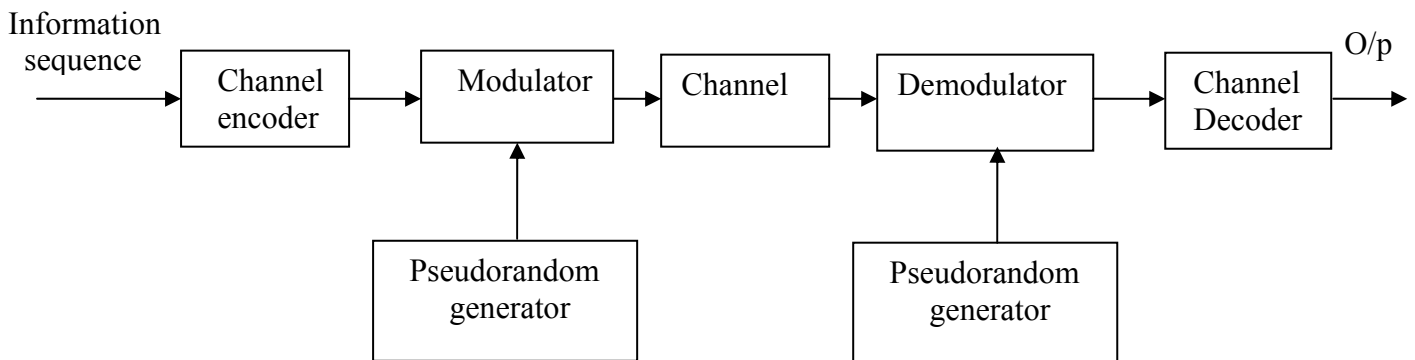 Information
sequence
Channel
encoder
Modulator
Channel
Demodulator
Channel
Decoder
O/p
Pseudorandom
generator
Pseudorandom
generator